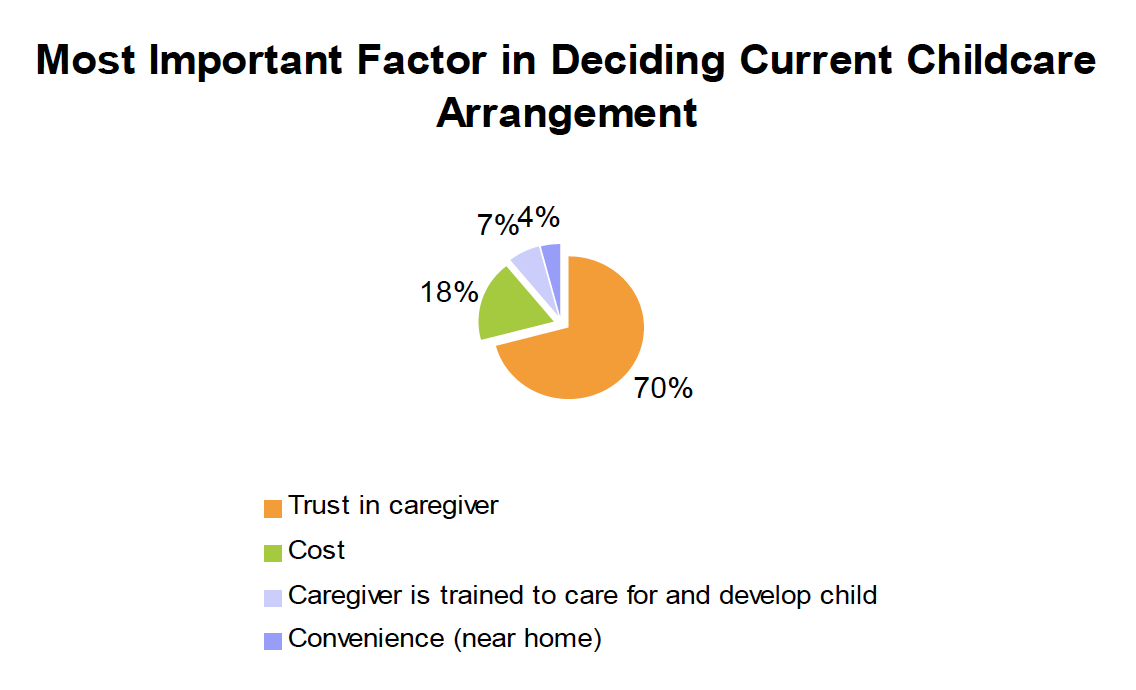 Most Important Factor in Deciding Current Childcare
Arrangement
7%
4%
18%
70%
Trust in caregiver
Cost
Caregiver is trained to care for and develop child
Convenience (near home)